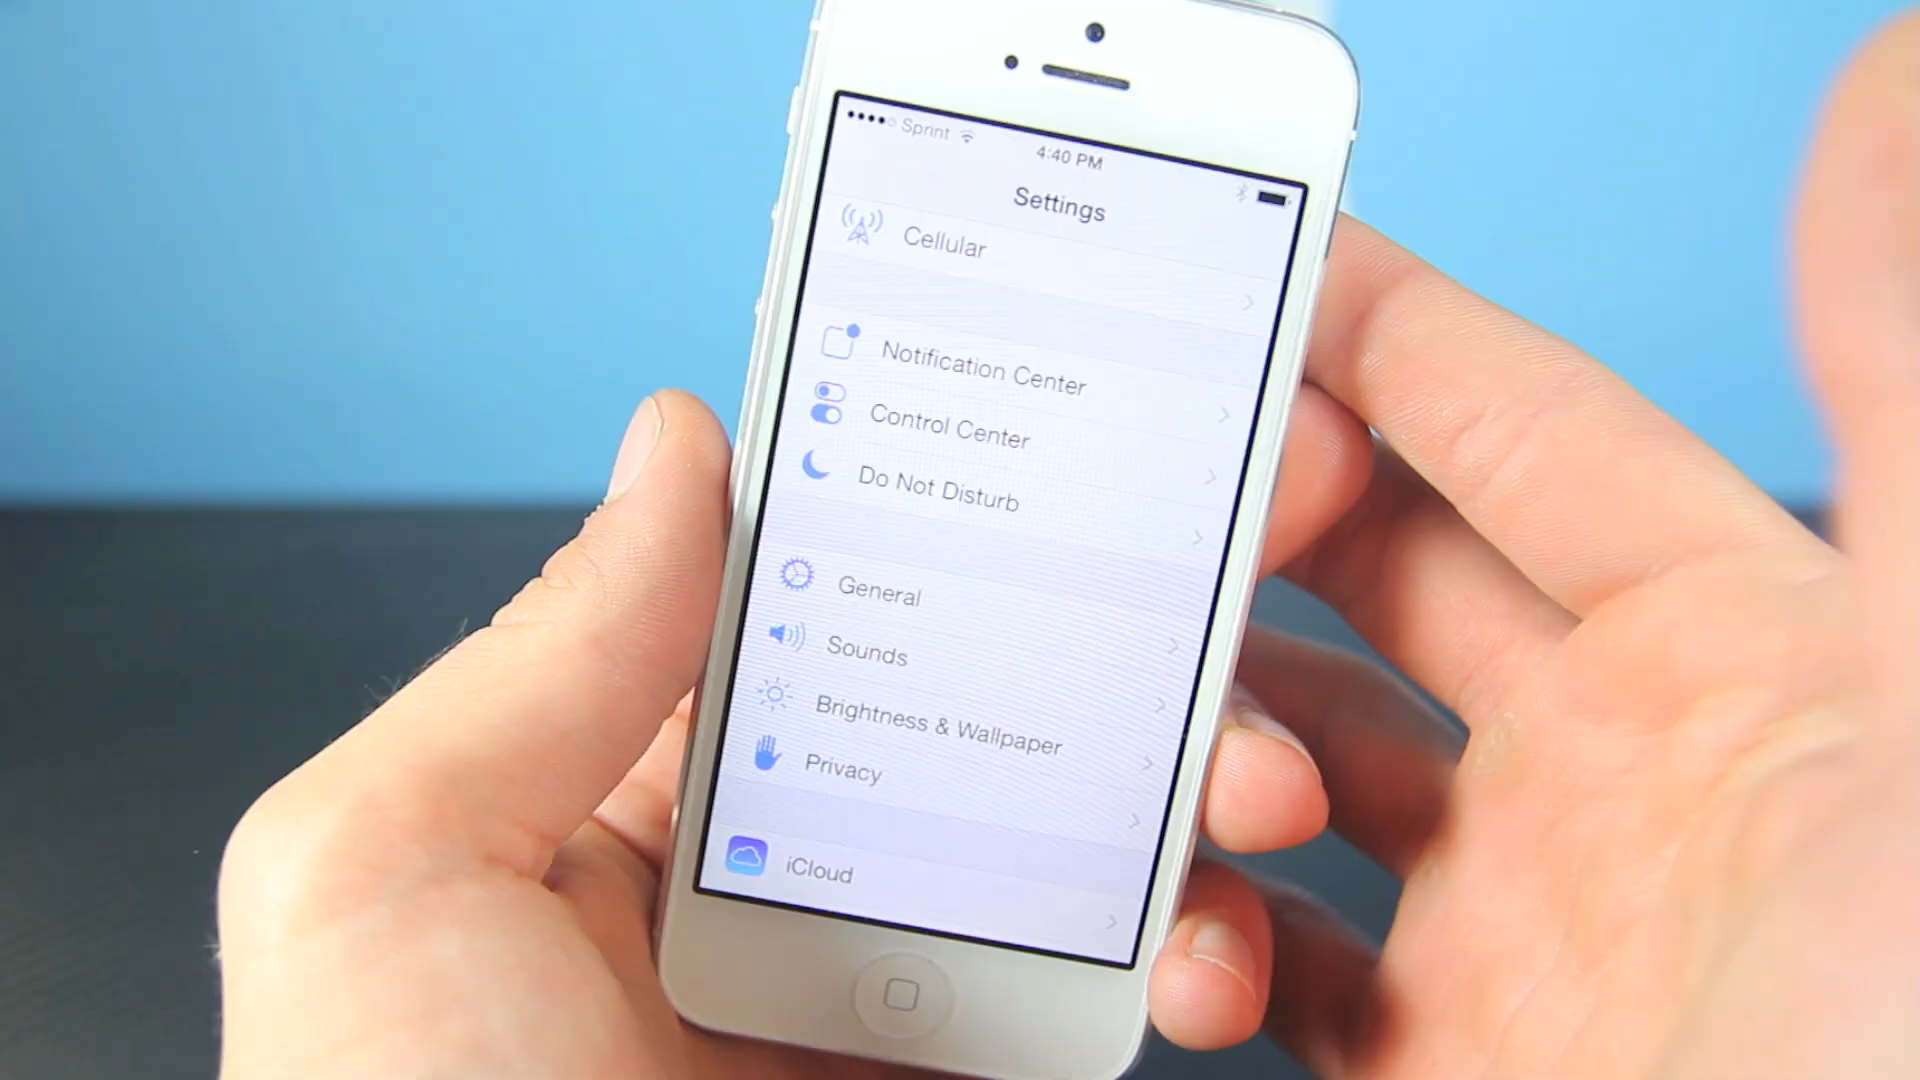 Sprint
4:40 PM
Settings
Cellular
Notification Center
Control Center
Do Not Disturb
General
Sounds
Brightness & Wallpaper
Privacy
iCloud